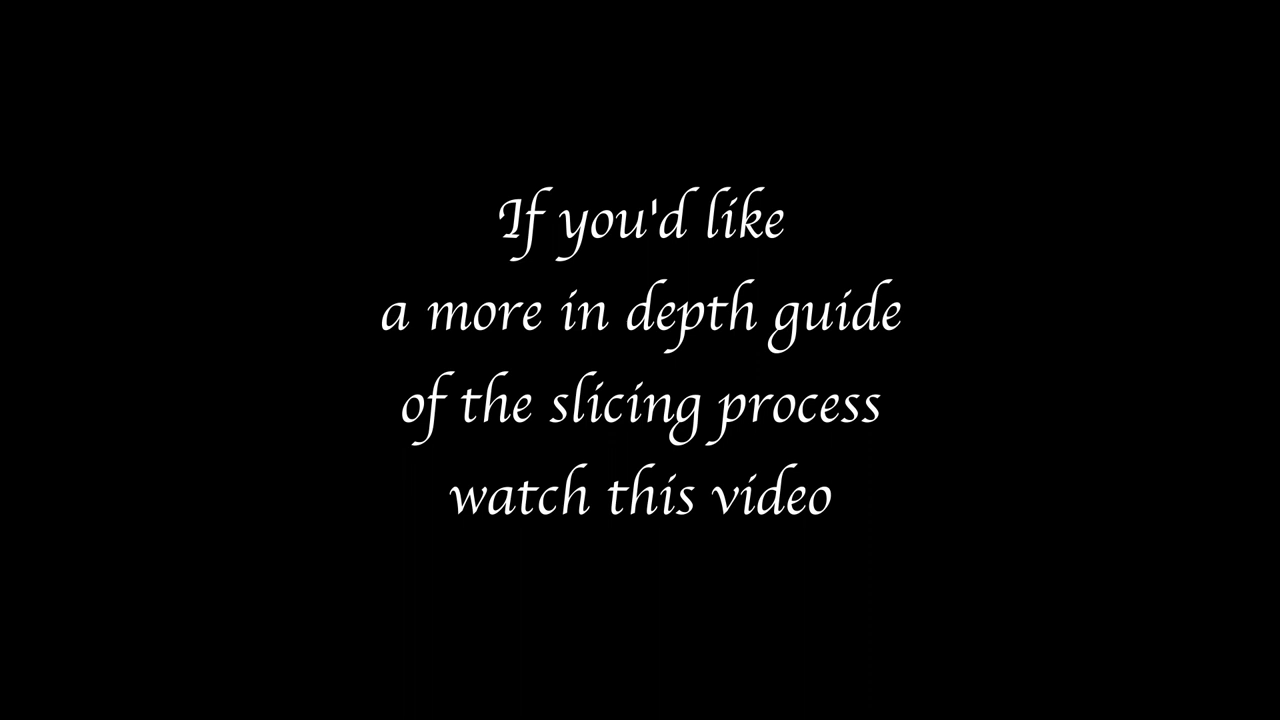 If you'd like
a more in depth guide
of the slicing process
watch this video